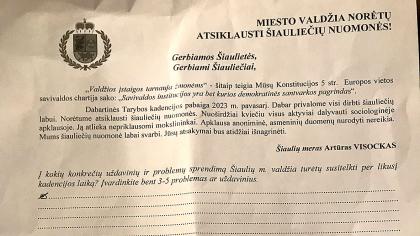 MIESTO VALDŽIA NORĖTŲ
ATSIKLAUSTI ŠIAULIEČIŲ NUOMONĖS!
Gerbiamos Šiaulietės,
Gerbiami Šiauliečiai,
„Valdžios įstaigos tarnauja žmonėms“ - šitaip teigia Mūsų Konstitucijos 5 str. Europos vietos
savivaldos chartija sako: „Savivaldos institucijos yra bet kurios demokratinės santvarkos pagrindas“.
Dabartinės Tarybos kadencijos pabaiga 2023 m. pavasarį. Dabar privalome visi dirbti šiauliečių
labui. Norėtume atsiklausti šiauliečių nuomonės. Nuoširdžiai kviečiu visus aktyviai dalyvauti sociologinėje
apklausoje. Ją atlieka nepriklausomi mokslininkai. Apklausa anoniminė, asmeninių duomenų nurodyti nereikia.
Mums šiauliečių nuomonė labai svarbi. Jūsų atsakymai bus atidžiai išnagrinėti.
Šiaulių meras Artūras VISOCKAS
Į kokių konkrečių uždavinių ir problemų sprendimą Šiaulių m. valdžia turėtų susitelkti per likusį
kadencijos laiką? Įvardinkite bent 3-5 problemas ar uždavinius.